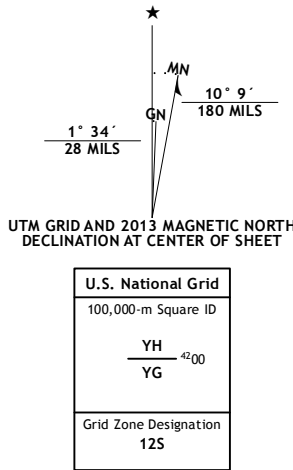 ★
MN
GN
10° 9´
180 MILS
1° 34´
28 MILS
UTM GRID AND 2013 MAGNETIC NORTH
DECLINATION AT CENTER OF SHEET
U.S. National Grid
100,000-m Square ID
YH
4200
YG
Grid Zone Designation
12S